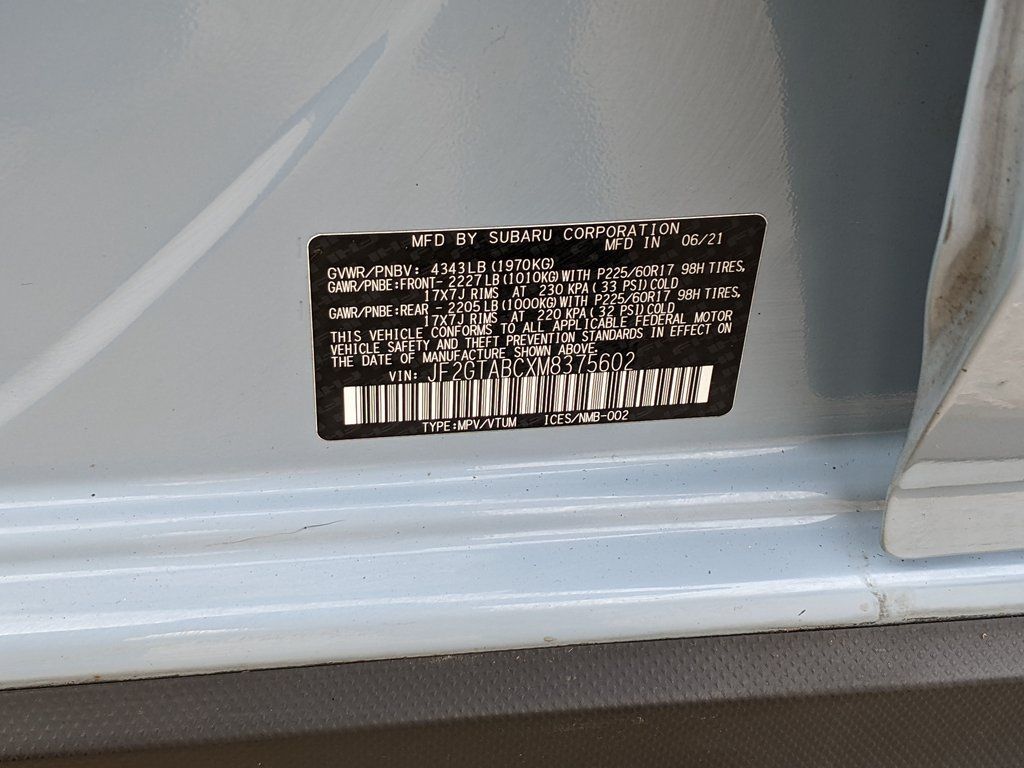 MFD BY SUBARU CORPORATION
MFD IN 06/21
GVWR/PNBV: 4343LB (1970KG)
GAWR/PNBE:FRONT- 2227LB (1010KG) WITH P225/60R17 98H TIRES,
17X7J RIMS AT 230 KPA( 33 PSI) COLD
GAWR/PNBE:REAR - 2205LB (1000KG) WITH P225/60R17 98H TIRES,
17X7J RIMS AT 220 KPA( 32 PSI) COLD
THIS VEHICLE CONFORMS TO ALL APPLICABLE FEDERAL MOTOR
VEHICLE SAFETY AND THEFT PREVENTION STANDARDS IN EFFECT ON
THE DATE OF MANUFACTURE SHOWN ABOVE.
VIN: JF2GTABCXM8375602
TYPE:MPV/VTUM ICES/NMB-002